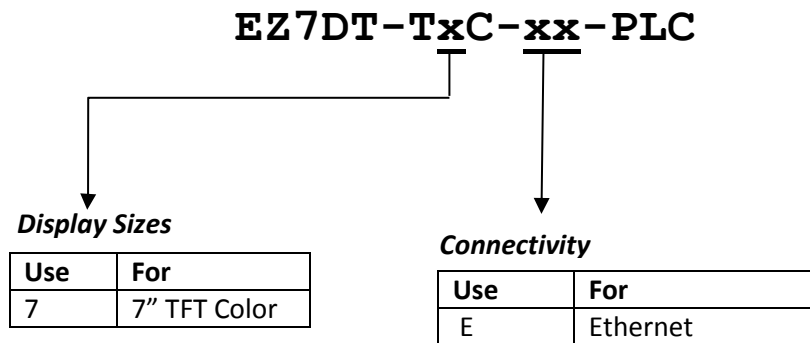 EZ7DT-TxC-xx-PLC
Display Sizes
Use For
7 7” TFT Color
Connectivity
Use For
E Ethernet